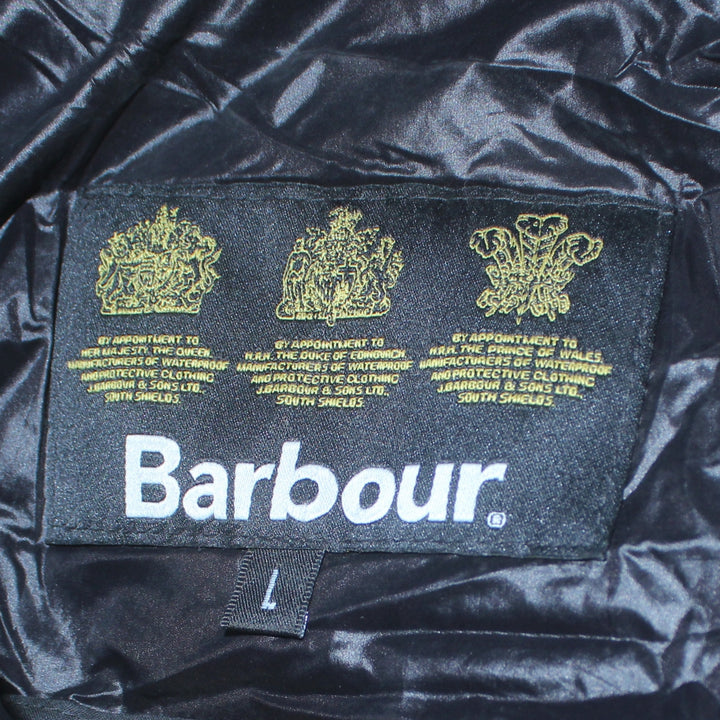 BY APPOINTMENT TO
HER MAJESTY THE QUEEN
MANUFACTURERS OF WATERPROOF
AND PROTECTIVE CLOTHING
J.BARBOUR & SONS LTD.,
SOUTH SHIELDS.
BY APPOINTMENT TO
H.R.H. THE DUKE OF EDINBURGH,
MANUFACTURERS OF WATERPROOF
AND PROTECTIVE CLOTHING
J.BARBOUR & SONS LTD.,
SOUTH SHIELDS.
BY APPOINTMENT TO
H.R.H. THE PRINCE OF WALES,
MANUFACTURERS OF WATERPROOF
AND PROTECTIVE CLOTHING
J.BARBOUR & SONS LTD.,
SOUTH SHIELDS.
Barbour®
L